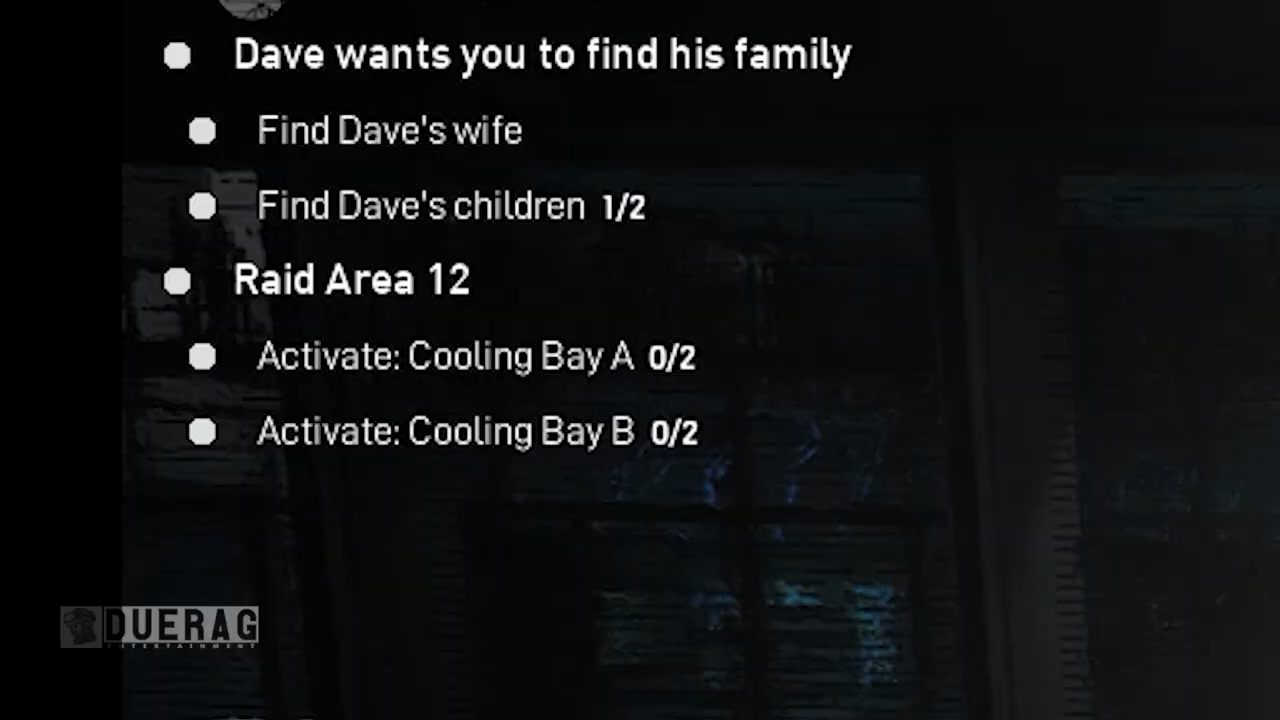 Dave wants you to find his family
Find Dave's wife
Find Dave's children 1/2
Raid Area 12
Activate: Cooling Bay A 0/2
Activate: Cooling Bay B 0/2
DUERAG
ENTERTAINMENT